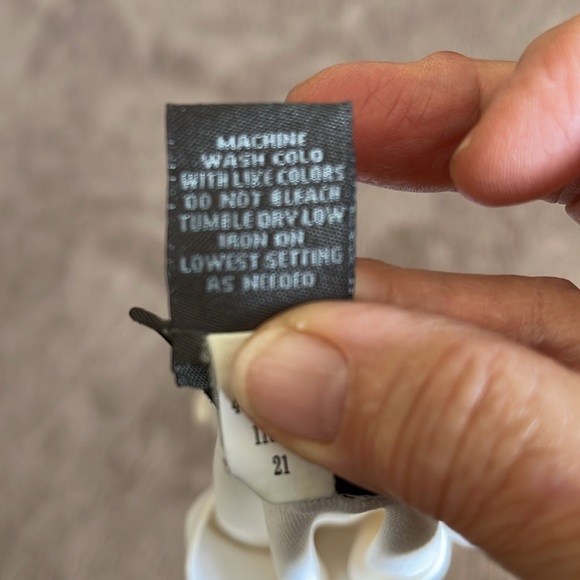 MACHINE
WASH COLD
WITH LIKE COLORS
DO NOT BLEACH
TUMBLE DRY LOW
IRON ON
LOWEST SETTING
AS NEEDED
21